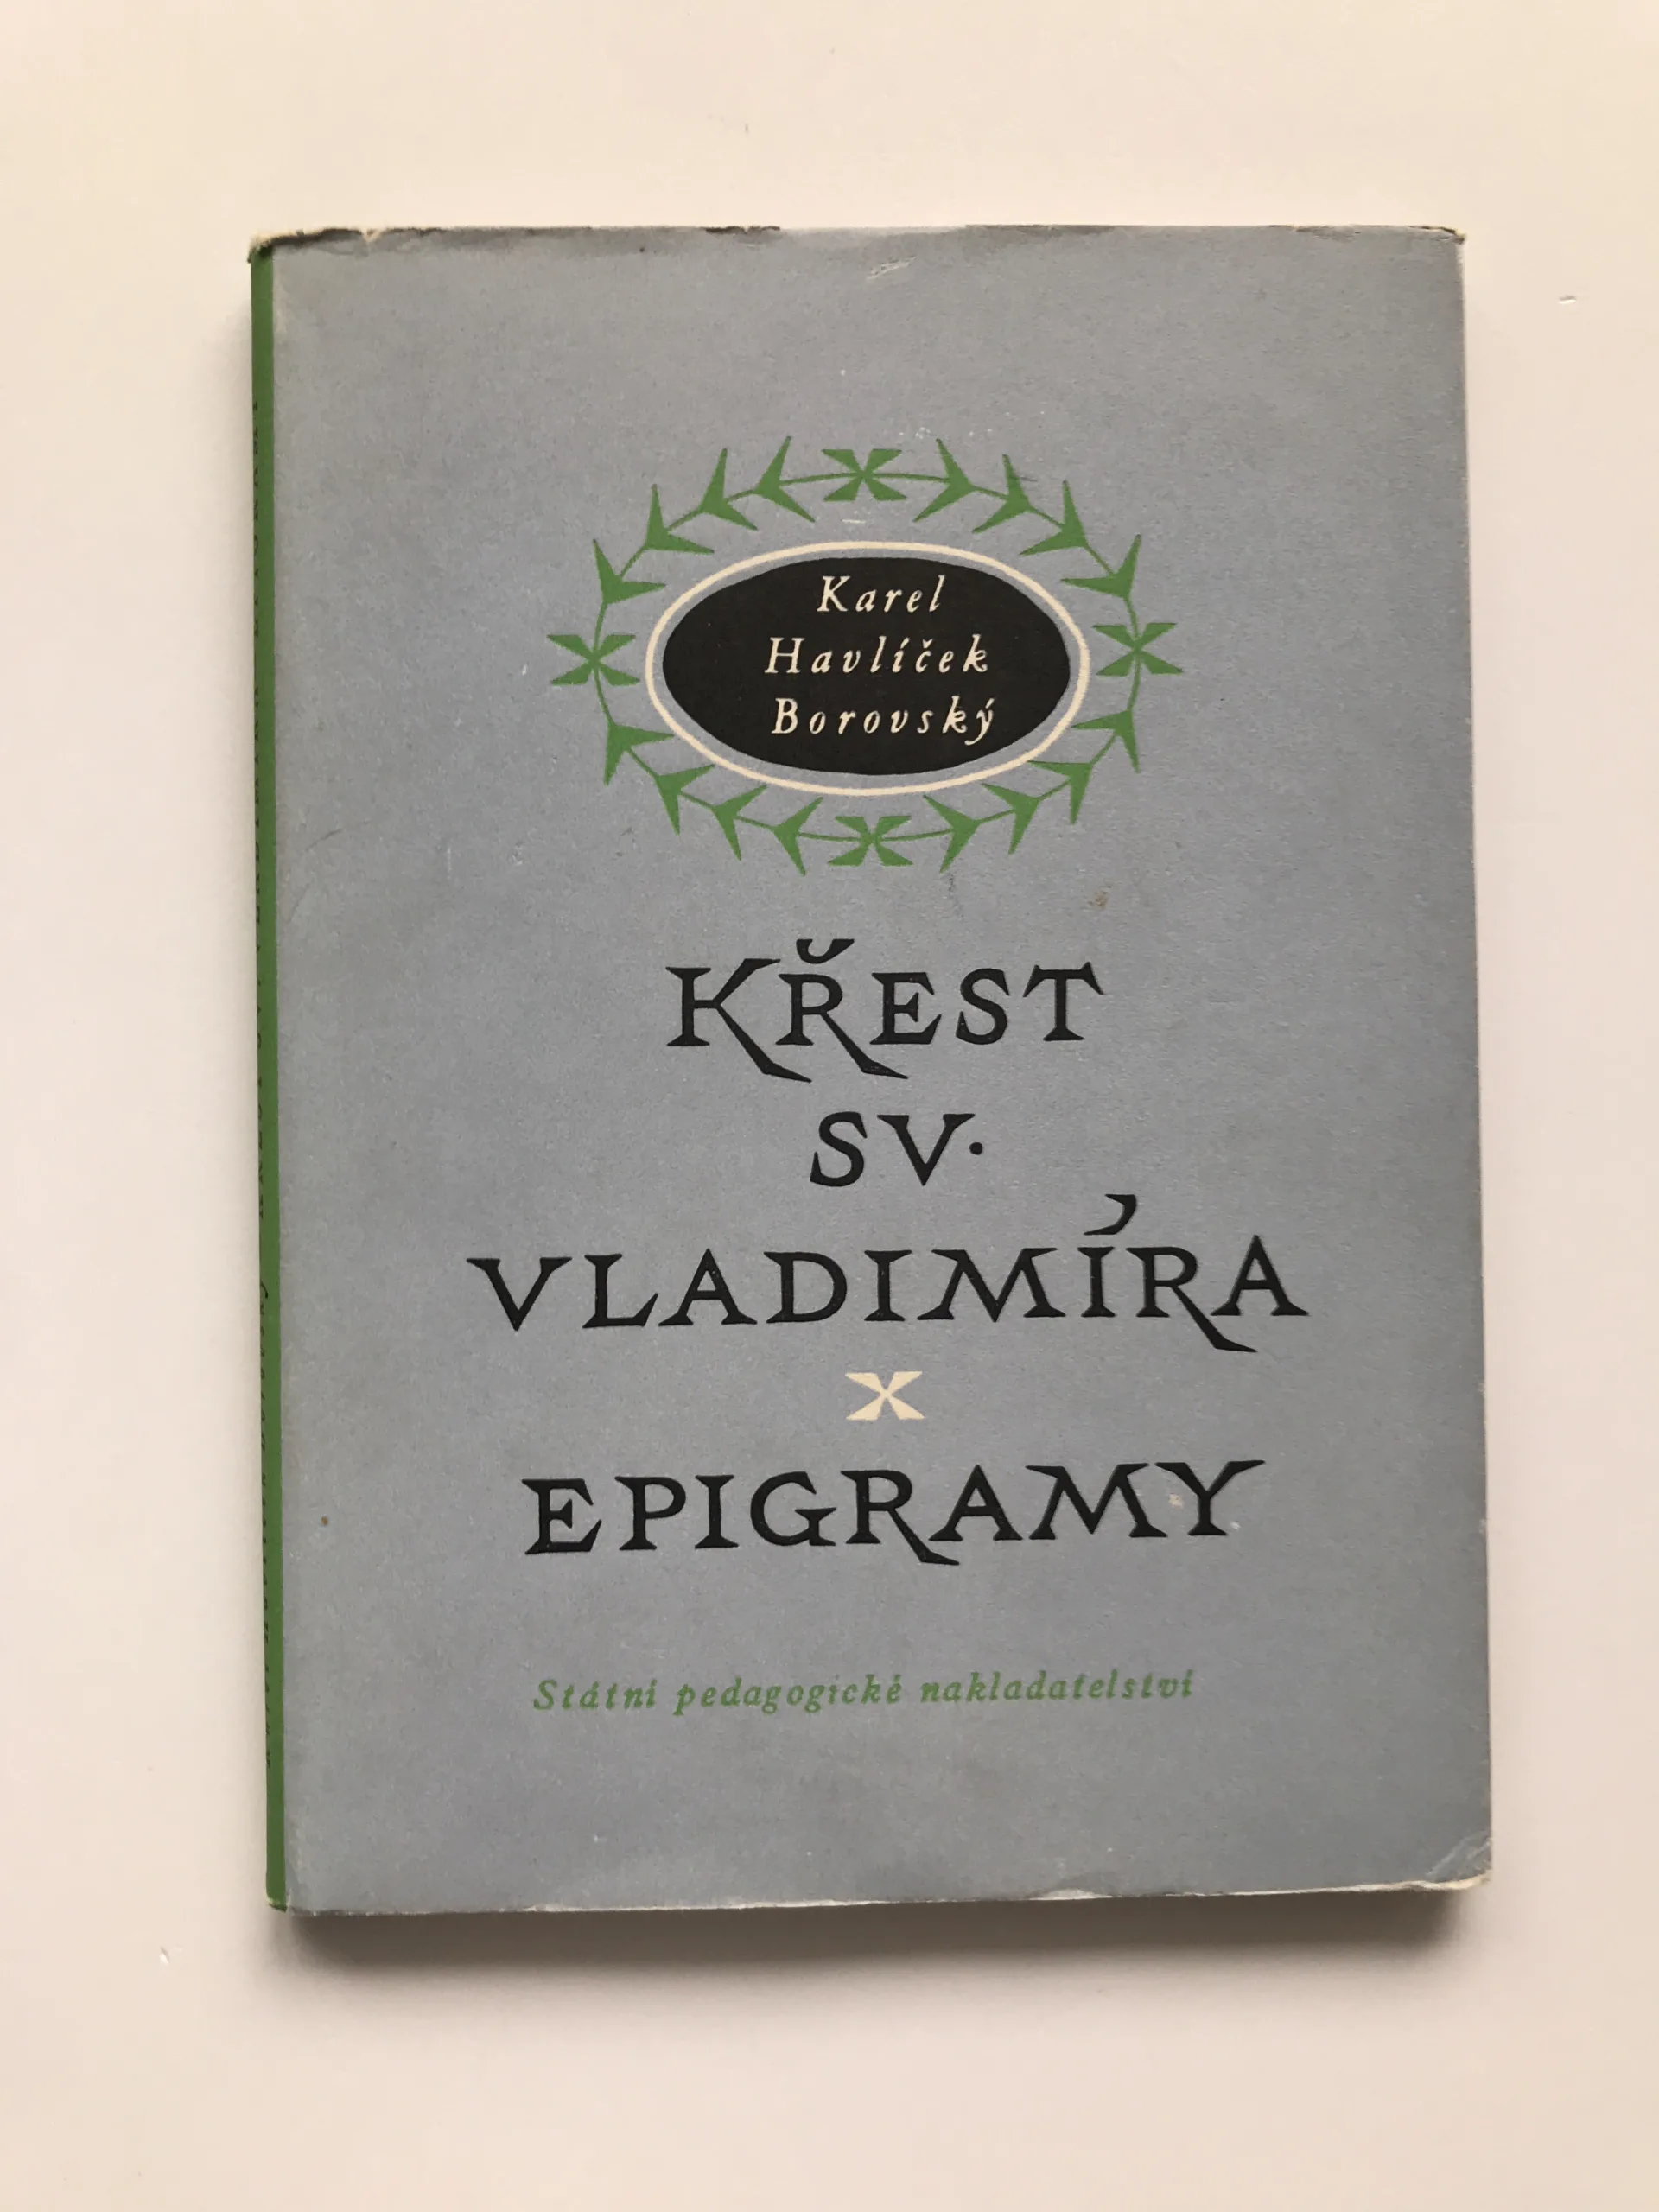 Karel
Havlíček
Borovský
KŘEST
SV.
VLADIMÍRA
EPIGRAMY
Státní pedagogické nakladatelství